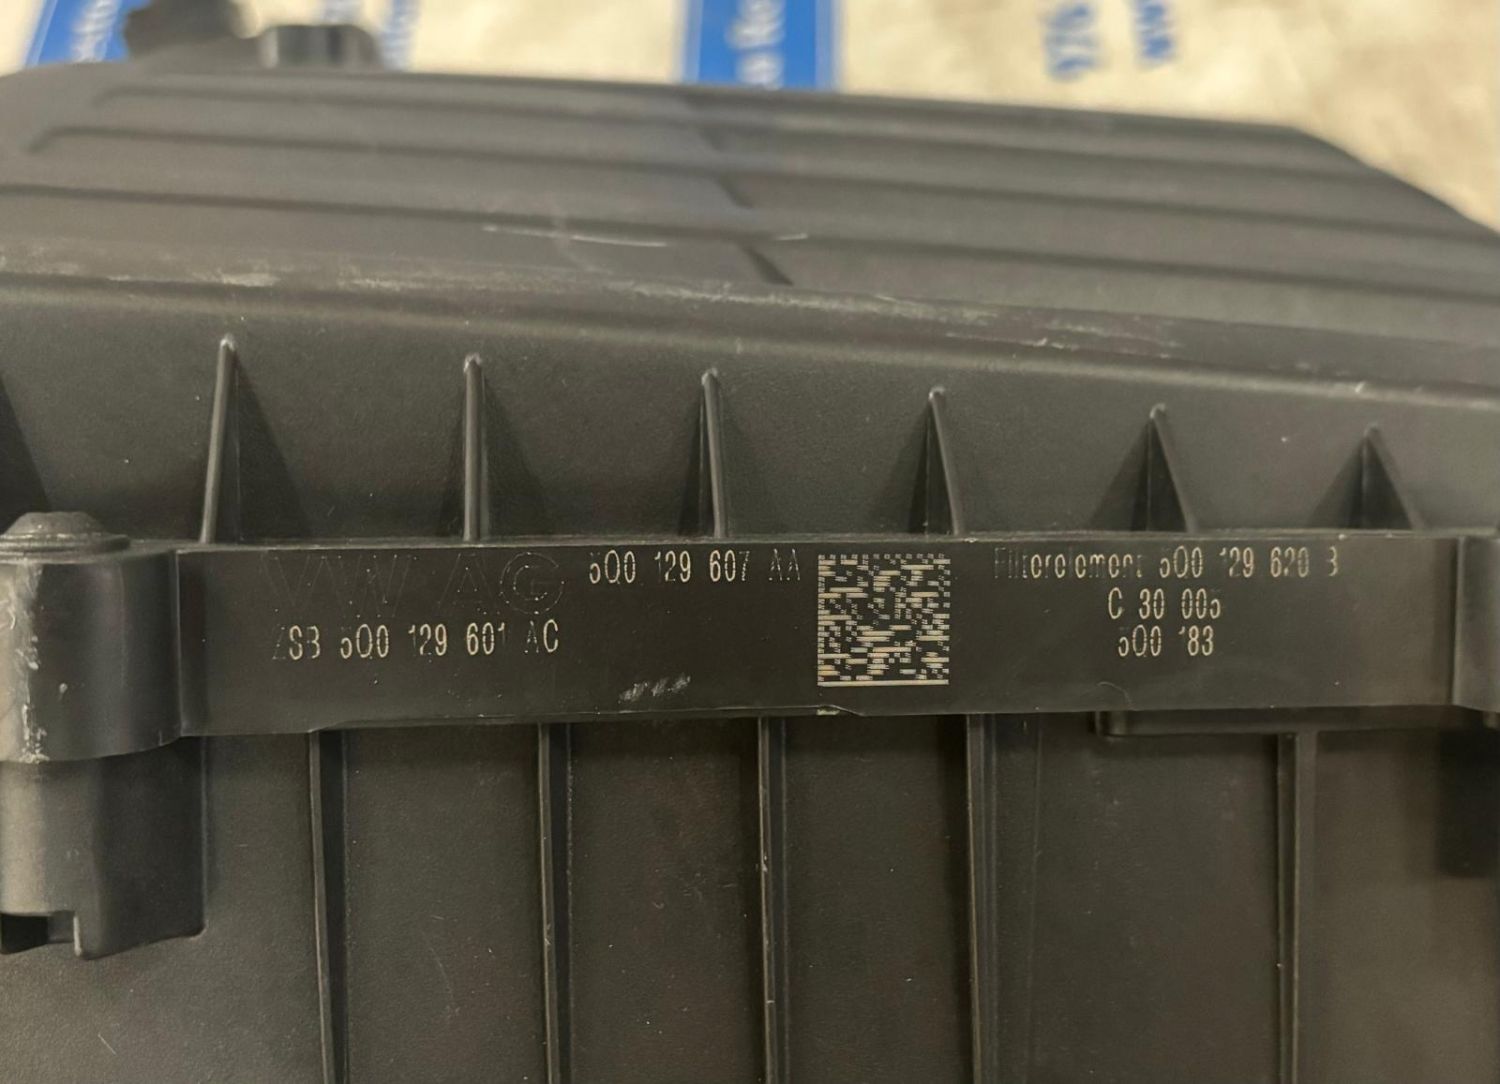 VW AG
5Q0 129 607 AA
ZSB 5Q0 129 601 AC
Filterelement 5Q0 129 620 B
C 30 005
5Q0 183